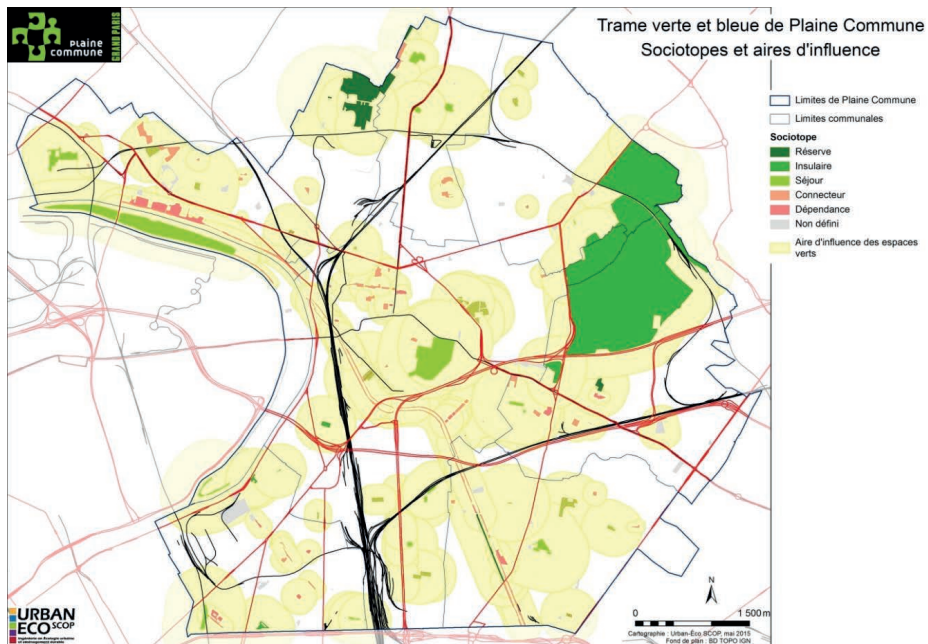 plaine
commune
GRAND PARIS
Trame verte et bleue de Plaine Commune
Sociotopes et aires d'influence
Limites de Plaine Commune
Limites communales
Sociotope
Réserve
Insulaire
Séjour
Connecteur
Dépendance
Non défini
Aire d'influence des espaces
verts
N
0 1 500 m
Cartographie : Urban-Éco SCOP, mai 2015
Fond de plan : BD TOPO IGN
URBAN
ECO SCOP